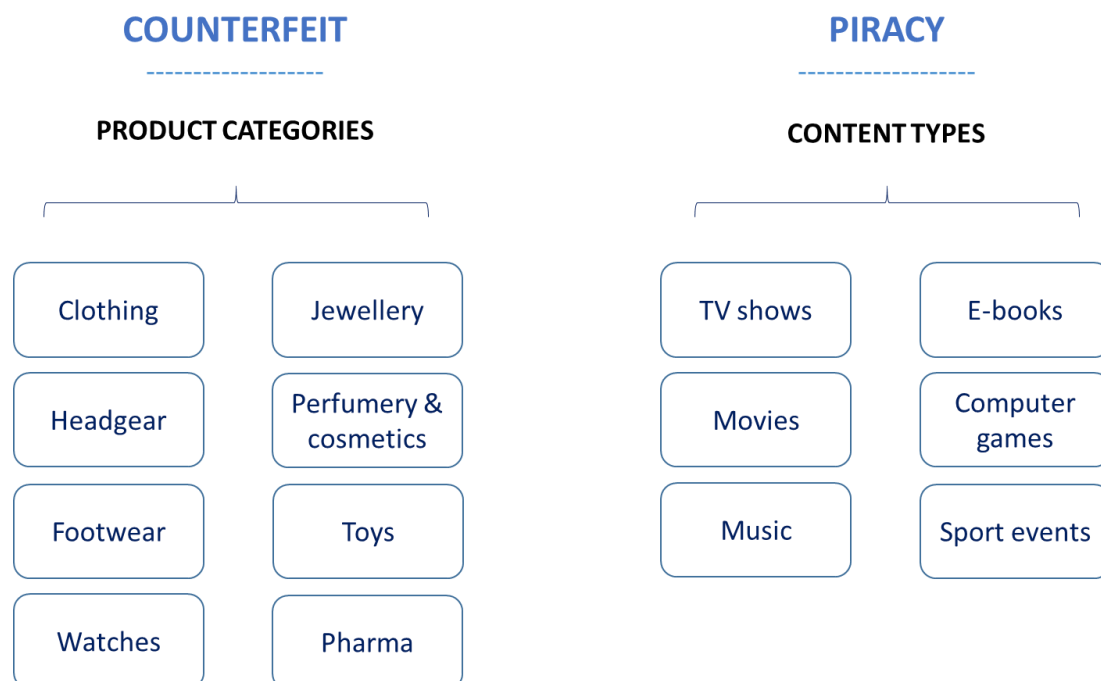 COUNTERFEIT
--------------------
PRODUCT CATEGORIES
Clothing
Jewellery
Headgear
Perfumery &
cosmetics
Footwear
Toys
Watches
Pharma
PIRACY
--------------------
CONTENT TYPES
TV shows
E-books
Movies
Computer
games
Music
Sport events